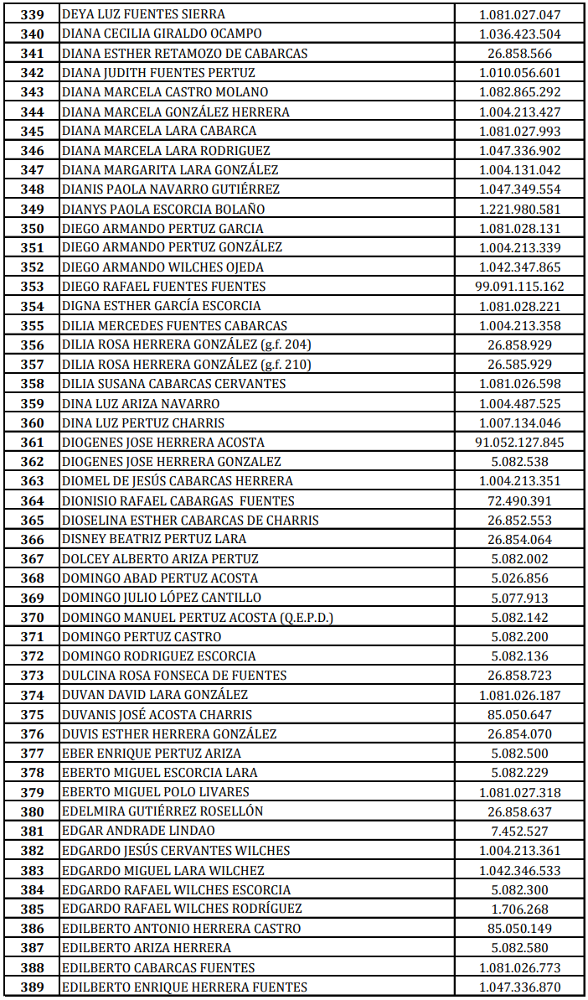 339 DEYA LUZ FUENTES SIERRA 1.081.027.047
340 DIANA CECILIA GIRALDO OCAMPO 1.036.423.504
341 DIANA ESTHER RETAMOZO DE CABARCAS 26.858.566
342 DIANA JUDITH FUENTES PERTUZ 1.010.056.601
343 DIANA MARCELA CASTRO MOLANO 1.082.865.292
344 DIANA MARCELA GONZÁLEZ HERRERA 1.004.213.427
345 DIANA MARCELA LARA CABARCA 1.081.027.993
346 DIANA MARCELA LARA RODRIGUEZ 1.047.336.902
347 DIANA MARGARITA LARA GONZÁLEZ 1.004.131.042
348 DIANIS PAOLA NAVARRO GUTIÉRREZ 1.047.349.554
349 DIANYS PAOLA ESCORCIA BOLAÑO 1.221.980.581
350 DIEGO ARMANDO PERTUZ GARCIA 1.081.028.131
351 DIEGO ARMANDO PERTUZ GONZÁLEZ 1.004.213.339
352 DIEGO ARMANDO WILCHES OJEDA 1.042.347.865
353 DIEGO RAFAEL FUENTES FUENTES 99.091.115.162
354 DIGNA ESTHER GARCÍA ESCORCIA 1.081.028.221
355 DILIA MERCEDES FUENTES CABARCAS 1.004.213.358
356 DILIA ROSA HERRERA GONZÁLEZ (g.f. 204) 26.858.929
357 DILIA ROSA HERRERA GONZÁLEZ (g.f. 210) 26.585.929
358 DILIA SUSANA CABARCAS CERVANTES 1.081.026.598
359 DINA LUZ ARIZA NAVARRO 1.004.487.525
360 DINA LUZ PERTUZ CHARRIS 1.007.134.046
361 DIOGENES JOSE HERRERA ACOSTA 91.052.127.845
362 DIOGENES JOSE HERRERA GONZALEZ 5.082.538
363 DIOMEL DE JESÚS CABARCAS HERRERA 1.004.213.351
364 DIONISIO RAFAEL CABARGAS  FUENTES 72.490.391
365 DIOSELINA ESTHER CABARCAS DE CHARRIS 26.852.553
366 DISNEY BEATRIZ PERTUZ LARA 26.854.064
367 DOLCEY ALBERTO ARIZA PERTUZ 5.082.002
368 DOMINGO ABAD PERTUZ ACOSTA 5.026.856
369 DOMINGO JULIO LÓPEZ CANTILLO 5.077.913
370 DOMINGO MANUEL PERTUZ ACOSTA (Q.E.P.D.) 5.082.142
371 DOMINGO PERTUZ CASTRO 5.082.200
372 DOMINGO RODRIGUEZ ESCORCIA 5.082.136
373 DULCINA ROSA FONSECA DE FUENTES 26.858.723
374 DUVAN DAVID LARA GONZÁLEZ 1.081.026.187
375 DUVANIS JOSÉ ACOSTA CHARRIS 85.050.647
376 DUVIS ESTHER HERRERA GONZÁLEZ 26.854.070
377 EBER ENRIQUE PERTUZ ARIZA 5.082.500
378 EBERTO MIGUEL ESCORCIA LARA 5.082.229
379 EBERTO MIGUEL POLO LIVARES 1.081.027.318
380 EDELMIRA GUTIÉRREZ ROSELLÓN 26.858.637
381 EDGAR ANDRADE LINDAO 7.452.527
382 EDGARDO JESÚS CERVANTES WILCHES 1.004.213.361
383 EDGARDO MIGUEL LARA WILCHEZ 1.042.346.533
384 EDGARDO RAFAEL WILCHES ESCORCIA 5.082.300
385 EDGARDO RAFAEL WILCHES RODRÍGUEZ 1.706.268
386 EDILBERTO ANTONIO HERRERA CASTRO 85.050.149
387 EDILBERTO ARIZA HERRERA 5.082.580
388 EDILBERTO CABARCAS FUENTES 1.081.026.773
389 EDILBERTO ENRIQUE HERRERA FUENTES 1.047.336.870